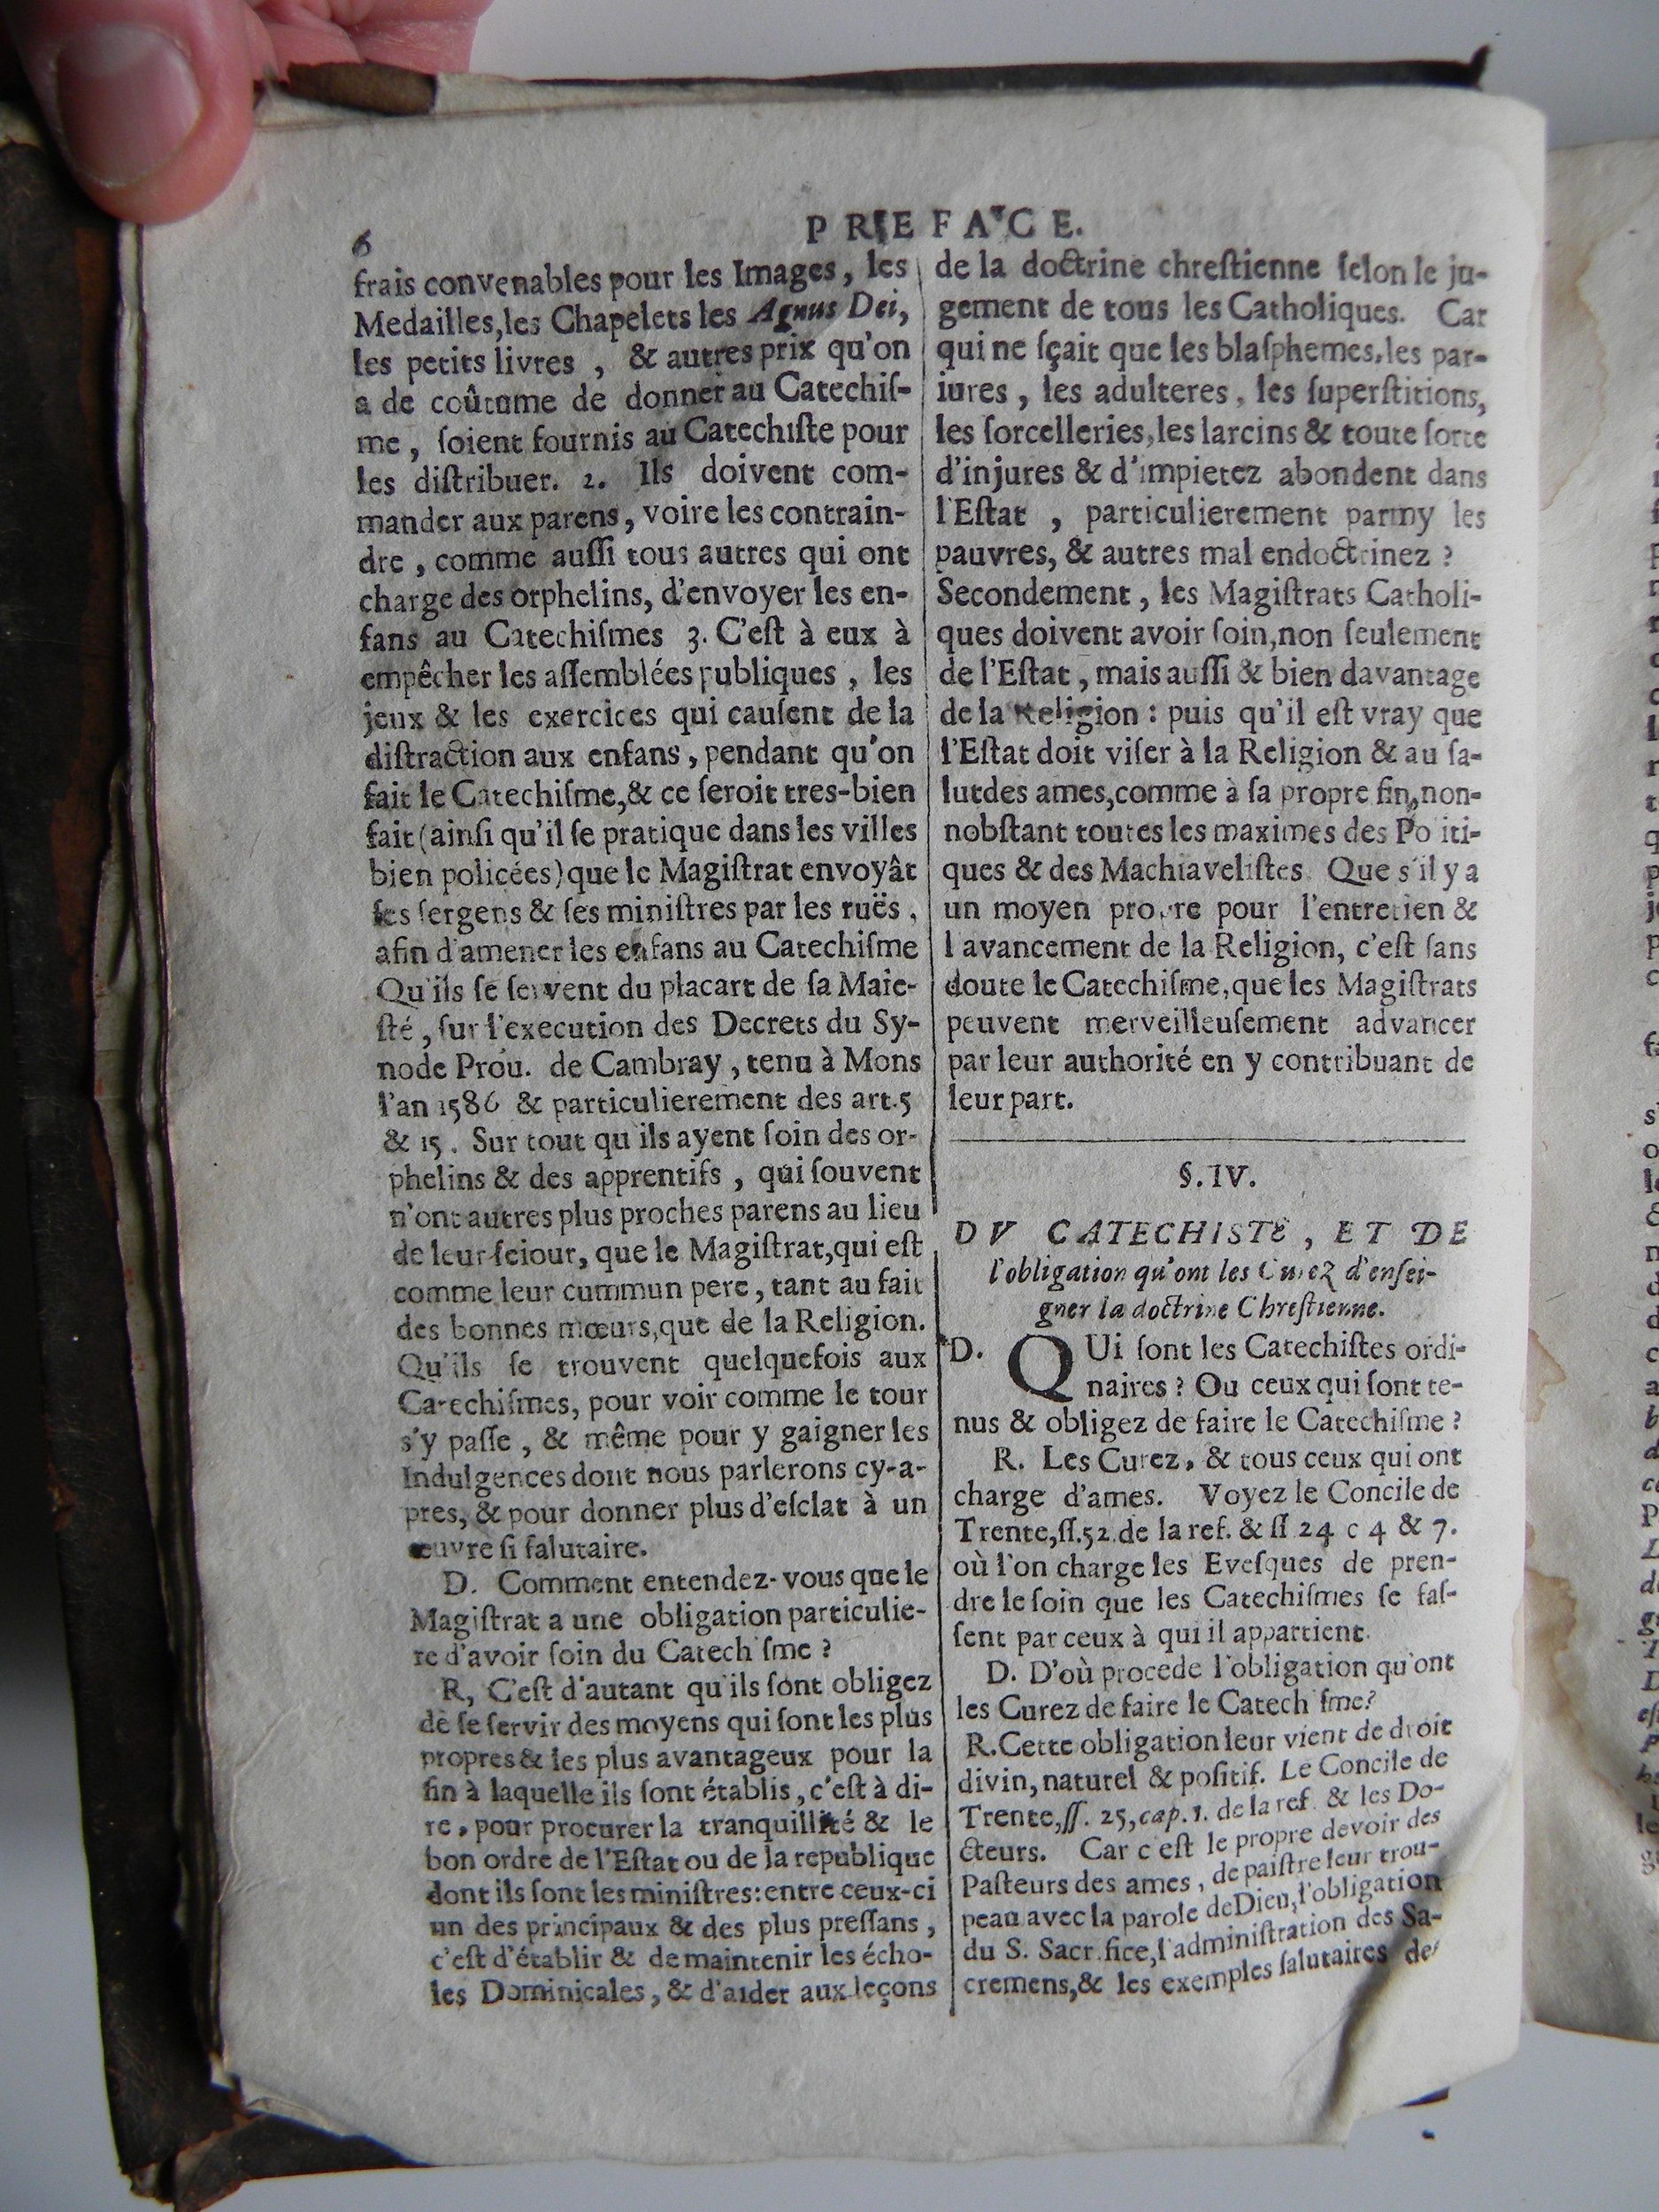 6
PREFACE.
frais convenables pour les Images, les
Medailles,les Chapelets les Agnus Dei,
les petits livres , & autres prix qu'on
a de coûtume de donner au Catechiſ-
me, ſoient fournis au Catechiſte pour
les diſtribuer. 2. Ils doivent com-
mander aux parens, voire les contrain-
dre, comme auſſi tous autres qui ont
charge des orphelins, d'envoyer les en-
fans au Catechiſmes 3. C'eſt à eux à
empêcher les aſſemblées publiques, les
jeux & les exercices qui cauſent de la
diſtraction aux enfans, pendant qu'on
fait le Catechiſme,& ce ſeroit tres-bien
fait (ainſi qu'il ſe pratique dans les villes
bien policées) que le Magiſtrat envoyât
ſes ſergens & ſes miniſtres par les ruës,
afin d'amener les enfans au Catechiſme
Qu'ils ſe ſervent du placart de ſa Maie-
ſté, ſur l'execution des Decrets du Sy-
node Prou. de Cambray, tenu à Mons
l'an 1586 & particulierement des art.5
& 15. Sur tout qu'ils ayent ſoin des or-
phelins & des apprentifs, qui ſouvent
n'ont autres plus proches parens au lieu
de leur ſeiour, que le Magiſtrat,qui eſt
comme leur cummun pere, tant au fait
des bonnes mœurs,que de la Religion.
Qu'ils ſe trouvent quelquefois aux
Catechiſmes, pour voir comme le tour
s'y paſſe, & même pour y gaigner les
Indulgences dont nous parlerons cy-a-
pres, & pour donner plus d'eſclat à un
œuvre ſi ſalutaire.
D. Comment entendez-vous que le
Magiſtrat a une obligation particulie-
re d'avoir ſoin du Catech ſme ?
R, C'eſt d'autant qu'ils ſont obligez
de ſe ſervir des moyens qui ſont les plus
propres & les plus avantageux pour la
fin à laquelle ils ſont établis, c'eſt à di-
re, pour procurer la tranquillité & le
bon ordre de l'Eſtat ou de la republique
dont ils ſont les miniſtres: entre ceux-ci
un des principaux & des plus preſſans,
c'eſt d'établir & de maintenir les écho-
les Dominicales, & d'aider aux leçons
de la doctrine chreſtienne ſelon le ju-
gement de tous les Catholiques. Car
qui ne ſçait que les blaſphemes,les par-
iures, les adulteres, les ſuperſtitions,
les ſorcelleries,les larcins & toute ſorte
d'injures & d'impietez abondent dans
l'Eſtat , particulierement parmy les
pauvres, & autres mal endoctrinez ?
Secondement, les Magiſtrats Catholi-
ques doivent avoir ſoin,non ſeulement
de l'Eſtat, mais auſſi & bien davantage
de la Religion : puis qu'il eſt vray que
l'Eſtat doit viſer à la Religion & au ſa-
lut des ames,comme à ſa propre fin,non-
nobſtant toutes les maximes des Po iti-
ques & des Machiaveliſtes Que s'il y a
un moyen propre pour l'entretien &
l avancement de la Religion, c'eſt ſans
doute le Catechiſme,que les Magiſtrats
peuvent merveilleuſement advancer
par leur authorité en y contribuant de
leur part.
§. IV.
DV CATECHISTE, ET DE
l'obligation qu'ont les Curez d'enſei-
gner la doctrine Chreſtienne.
D. QUi ſont les Catechiſtes ordi-
naires ? Ou ceux qui ſont te-
nus & obligez de faire le Catechiſme ?
R. Les Curez, & tous ceux qui ont
charge d'ames. Voyez le Concile de
Trente,ſſ.52.de la ref. & ſſ 24 c 4 & 7.
où l'on charge les Eveſques de pren-
dre le ſoin que les Catechiſmes ſe faſ-
ſent par ceux à qui il appartient.
D. D'où procede l'obligation qu'ont
les Curez de faire le Catech ſme?
R.Cette obligation leur vient de droit
divin, naturel & poſitif. Le Concile de
Trente,ſſ. 25, cap. 1. de la ref. & les Do-
cteurs. Car c eſt le propre devoir des
Paſteurs des ames, de paiſtre leur trou-
peau avec la parole de Dieu,l'obligation
du S. Sacr fice,l'adminiſtration des Sa-
cremens,& les exemples ſalutaires de